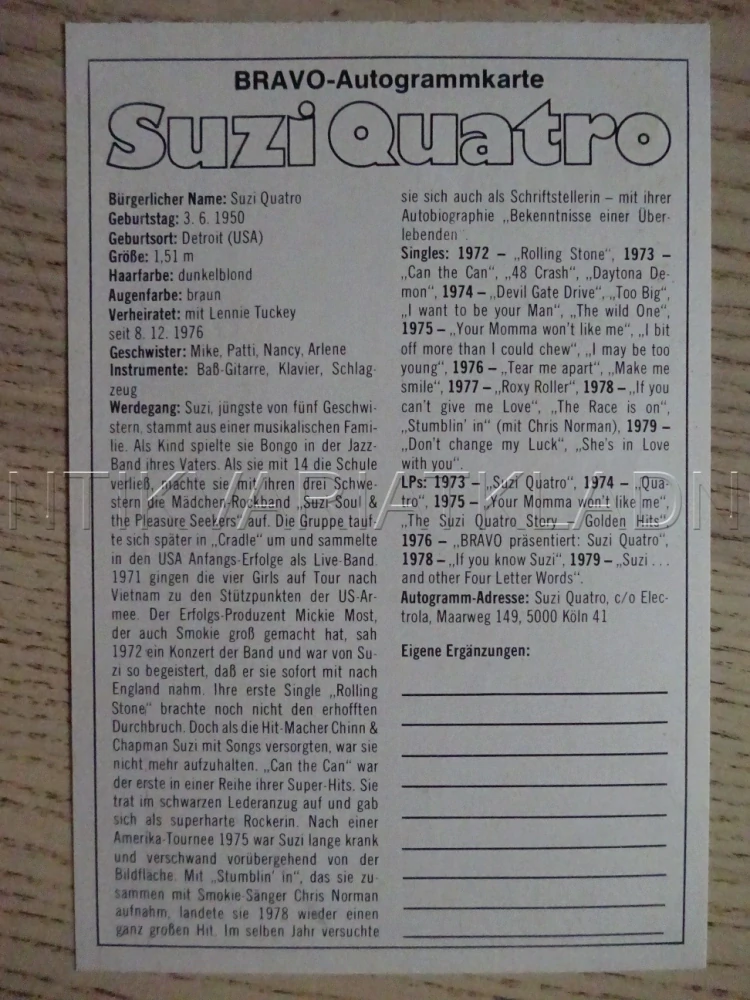 BRAVO-Autogrammkarte
Suzi Quatro
Bürgerlicher Name: Suzi Quatro
Geburtstag: 3. 6. 1950
Geburtsort: Detroit (USA)
Größe: 1,51 m
Haarfarbe: dunkelblond
Augenfarbe: braun
Verheiratet: mit Lennie Tuckey
seit 8. 12. 1976
Geschwister: Mike, Patti, Nancy, Arlene
Instrumente: Baß-Gitarre, Klavier, Schlag-
zeug
Werdegang: Suzi, jüngste von fünf Geschwi-
stern, stammt aus einer musikalischen Fami-
lie. Als Kind spielte sie Bongo in der Jazz-
Band ihres Vaters. Als sie mit 14 die Schule
verließ, machte sie mit ihren drei Schwe-
stern die Mädchen-Rockband „Suzi Soul &
the Pleasure Seekers" auf. Die Gruppe tauf-
te sich später in „Cradle" um und sammelte
in den USA Anfangs-Erfolge als Live-Band.
1971 gingen die vier Girls auf Tour nach
Vietnam zu den Stützpunkten der US-Ar-
mee. Der Erfolgs-Produzent Mickie Most,
der auch Smokie groß gemacht hat, sah
1972 ein Konzert der Band und war von Su-
zi so begeistert, daß er sie sofort mit nach
England nahm. Ihre erste Single „Rolling
Stone" brachte noch nicht den erhofften
Durchbruch. Doch als die Hit-Macher Chinn &
Chapman Suzi mit Songs versorgten, war sie
nicht mehr aufzuhalten. „Can the Can" war
der erste in einer Reihe ihrer Super-Hits. Sie
trat im schwarzen Lederanzug auf und gab
sich als superharte Rockerin. Nach einer
Amerika-Tournee 1975 war Suzi lange krank
und verschwand vorübergehend von der
Bildfläche. Mit „Stumblin' in", das sie zu-
sammen mit Smokie-Sänger Chris Norman
aufnahm, landete sie 1978 wieder einen
ganz großen Hit. Im selben Jahr versuchte
sie sich auch als Schriftstellerin – mit ihrer
Autobiographie „Bekenntnisse einer Über-
lebenden".
Singles: 1972 – „Rolling Stone", 1973 –
„Can the Can", „48 Crash", „Daytona De-
mon", 1974 – „Devil Gate Drive", „Too Big",
„I want to be your Man", „The wild One",
1975 – „Your Momma won't like me", „I bit
off more than I could chew", „I may be too
young", 1976 – „Tear me apart", „Make me
smile", 1977 – „Roxy Roller", 1978 – „If you
can't give me Love", „The Race is on",
„Stumblin' in" (mit Chris Norman), 1979 –
„Don't change my Luck", „She's in Love
with you".
LPs: 1973 – „Suzi Quatro", 1974 – „Qua-
tro", 1975 – „Your Momma won't like me",
„The Suzi Quatro Story – Golden Hits",
1976 – „BRAVO präsentiert: Suzi Quatro",
1978 – „If you know Suzi", 1979 – „Suzi . . .
and other Four Letter Words".
Autogramm-Adresse: Suzi Quatro, c/o Elec-
trola, Maarweg 149, 5000 Köln 41
Eigene Ergänzungen:
NTIKVARIATKLADN